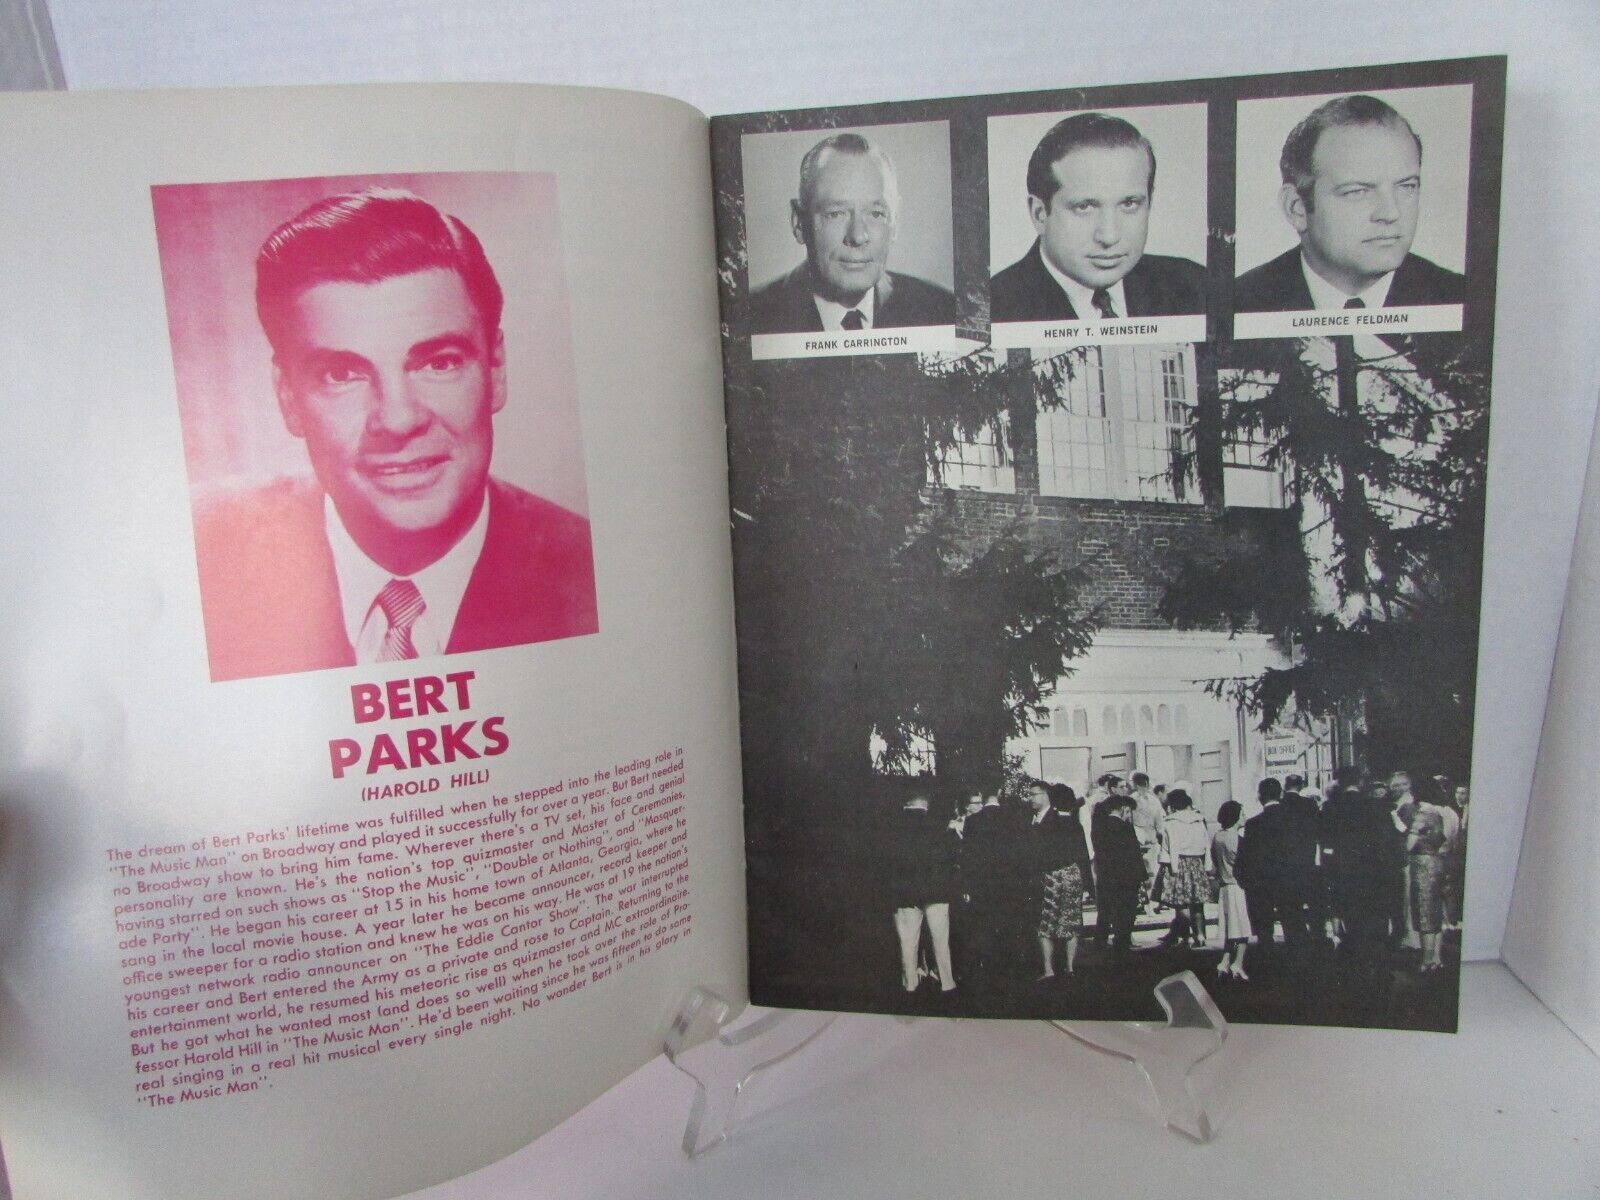 BERT
PARKS
(HAROLD HILL)
The dream of Bert Parks' lifetime was fulfilled when he stepped into the leading role in
"The Music Man" on Broadway and played it successfully for over a year. But Bert needed
no Broadway show to bring him fame. Wherever there's a TV set, his face and genial
personality are known. He's the nation's top quizmaster and Master of Ceremonies,
having starred on such shows as "Stop the Music", "Double or Nothing", and "Masquer-
ade Party". He began his career at 15 in his home town of Atlanta, Georgia, where he
sang in the local movie house. A year later he became announcer, record keeper and
office sweeper for a radio station and knew he was on his way. He was at 19 the nation's
youngest network radio announcer on "The Eddie Cantor Show". The war interrupted
his career and Bert entered the Army as a private and rose to Captain. Returning to the
entertainment world, he resumed his meteoric rise as quizmaster and MC extraordinaire.
But he got what he wanted most (and does so well) when he took over the role of Pro-
fessor Harold Hill in "The Music Man". He'd been waiting since he was fifteen to do some
real singing in a real hit musical every single night. No wonder Bert is in his glory in
"The Music Man".
FRANK CARRINGTON
HENRY T. WEINSTEIN
LAURENCE FELDMAN
BOX OFFICE
OPEN